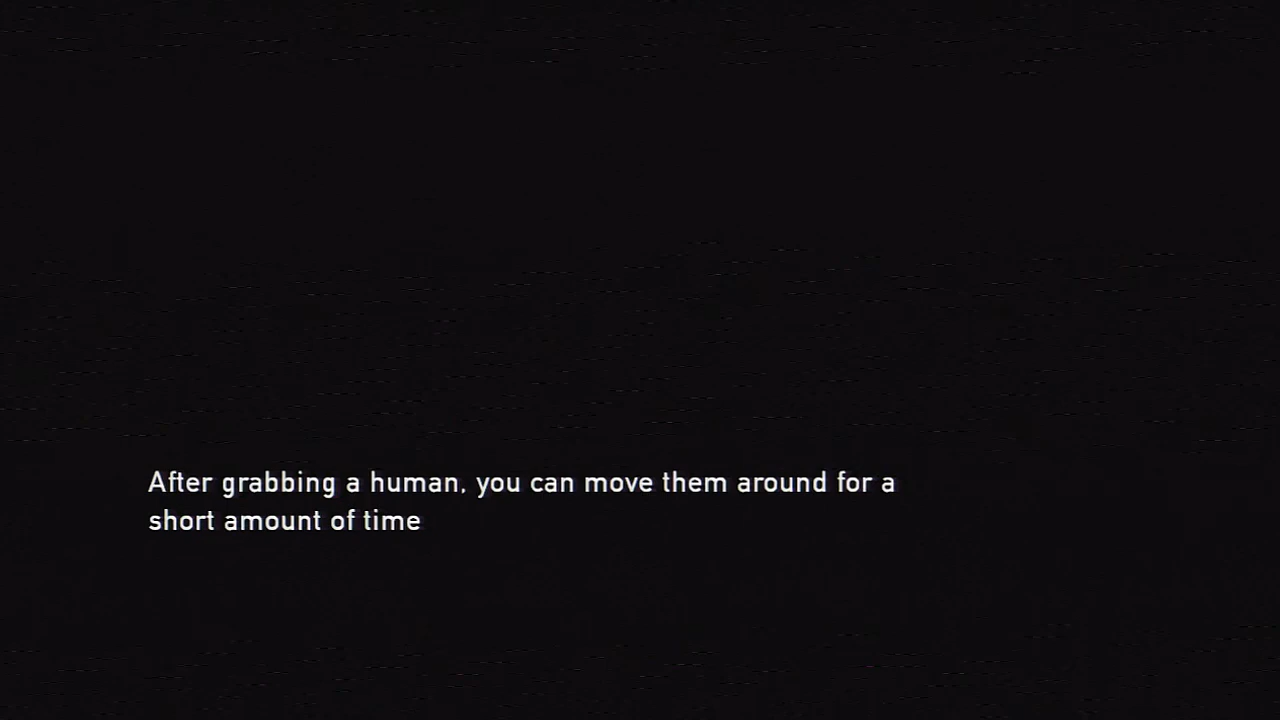 After grabbing a human, you can move them around for a
short amount of time